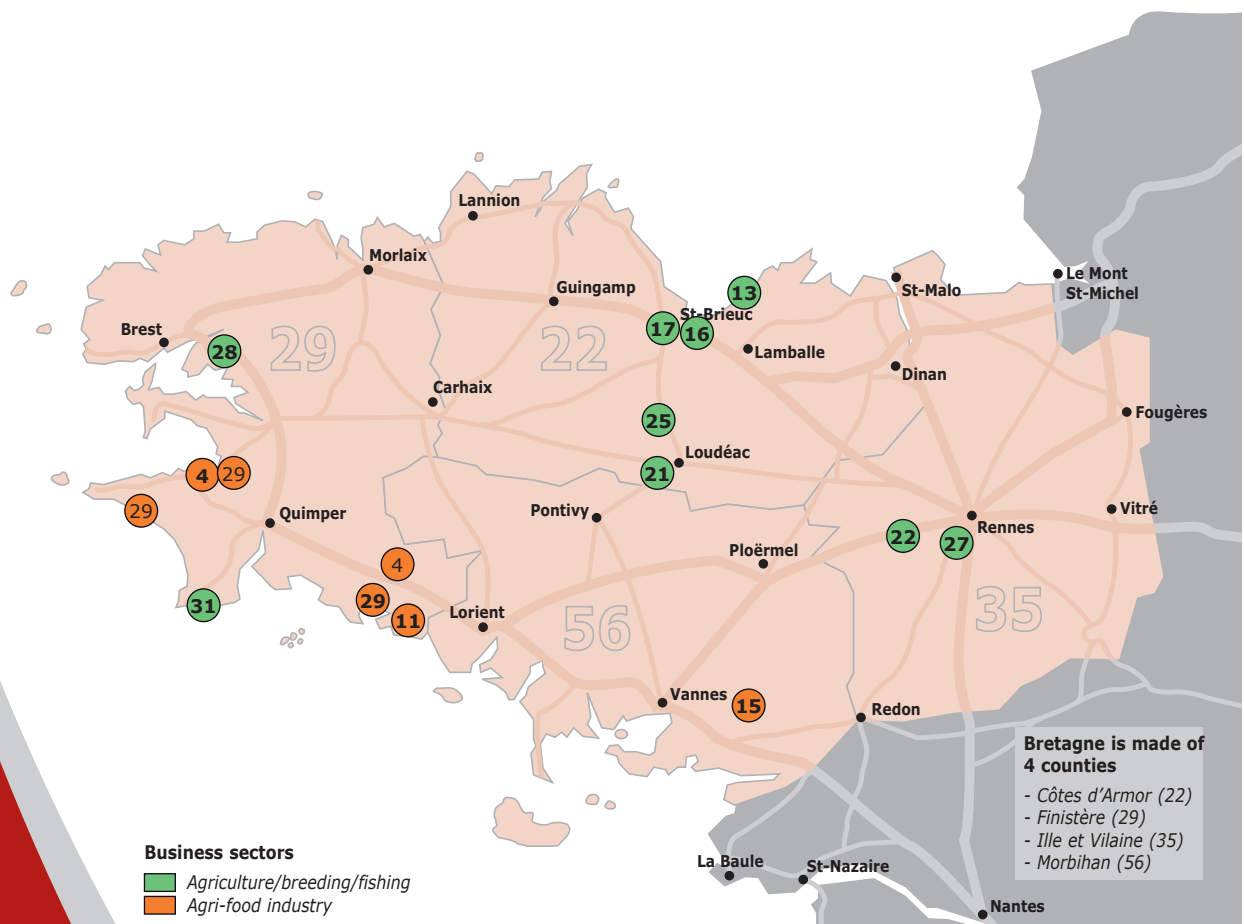 Lannion
Morlaix
Guingamp
St-Malo
Le Mont
St-Michel
13
St-Brieuc
17
16
Brest
28
29
22
Lamballe
Dinan
Carhaix
Fougères
25
Loudéac
21
4
29
29
Quimper
Pontivy
Rennes
Vitré
22
27
Ploërmel
4
31
29
11
Lorient
56
35
Vannes
15
Redon
Bretagne is made of
4 counties
- Côtes d'Armor (22)
- Finistère (29)
- Ille et Vilaine (35)
- Morbihan (56)
La Baule
St-Nazaire
Nantes
Business sectors
Agriculture/breeding/fishing
Agri-food industry